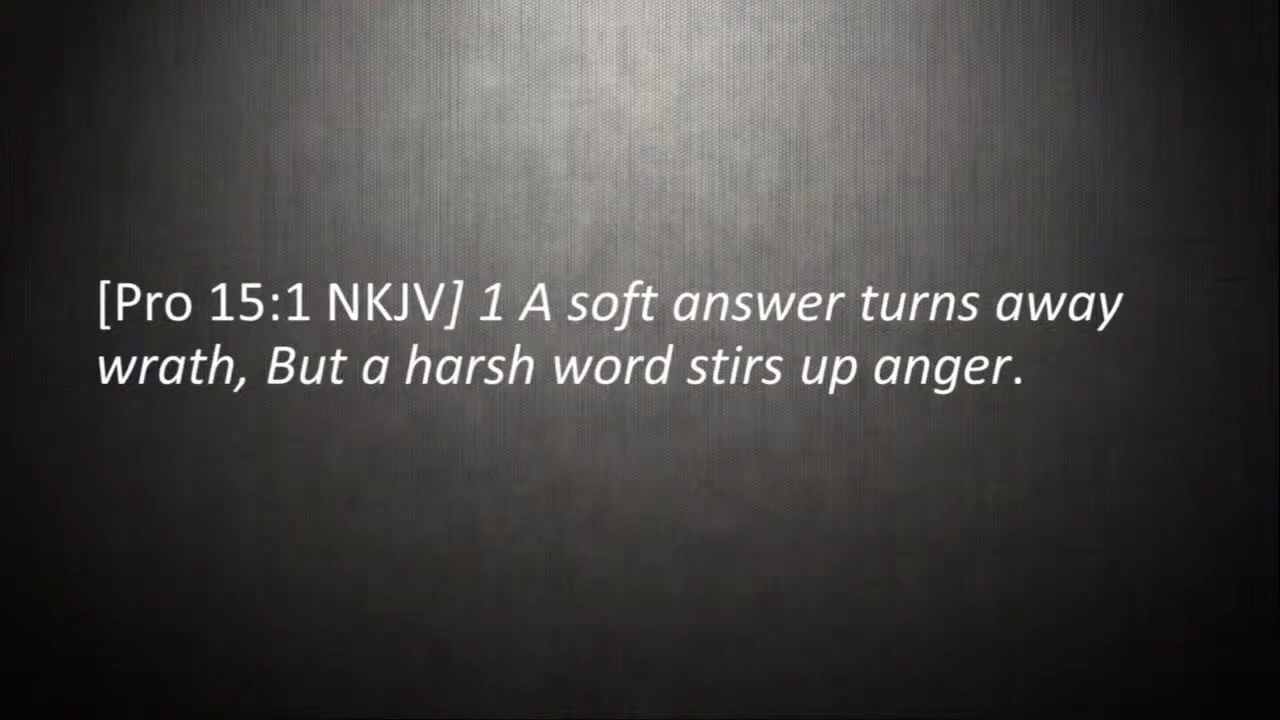 [Pro 15:1 NKJV] 1 A soft answer turns away
wrath, But a harsh word stirs up anger.